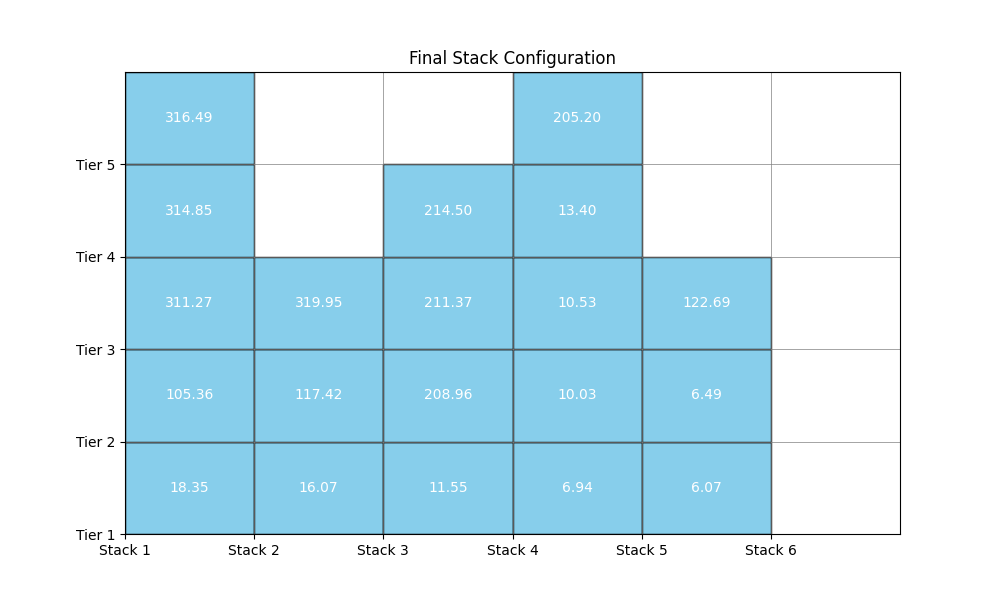 Final Stack Configuration
316.49 205.20
Tier 5
314.85 214.50 13.40
Tier 4
311.27 319.95 211.37 10.53 122.69
Tier 3
105.36 117.42 208.96 10.03 6.49
Tier 2
18.35 16.07 11.55 6.94 6.07
Tier 1
Stack 1 Stack 2 Stack 3 Stack 4 Stack 5 Stack 6